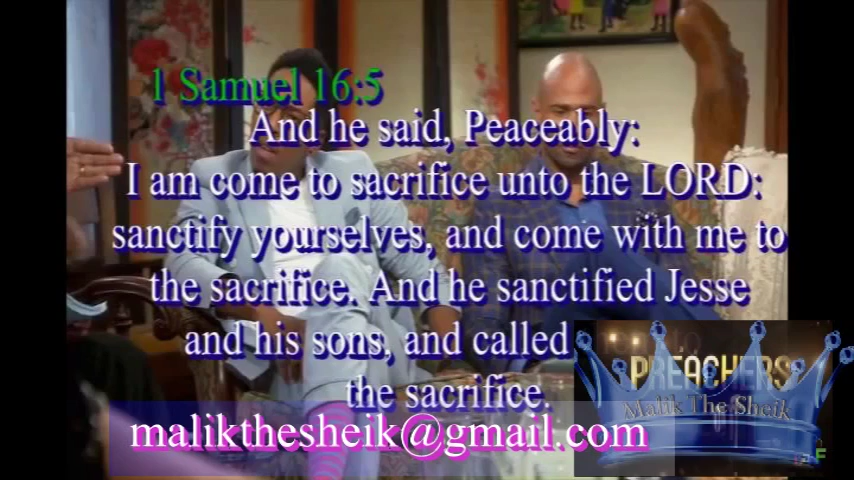 1 Samuel 16:5
And he said, Peaceably:
I am come to sacrifice unto the LORD:
sanctify yourselves, and come with me to
the sacrifice. And he sanctified Jesse
and his sons, and called
the sacrifice.
PREACHERS
Malik The Sheik
malikthesheik@gmail.com